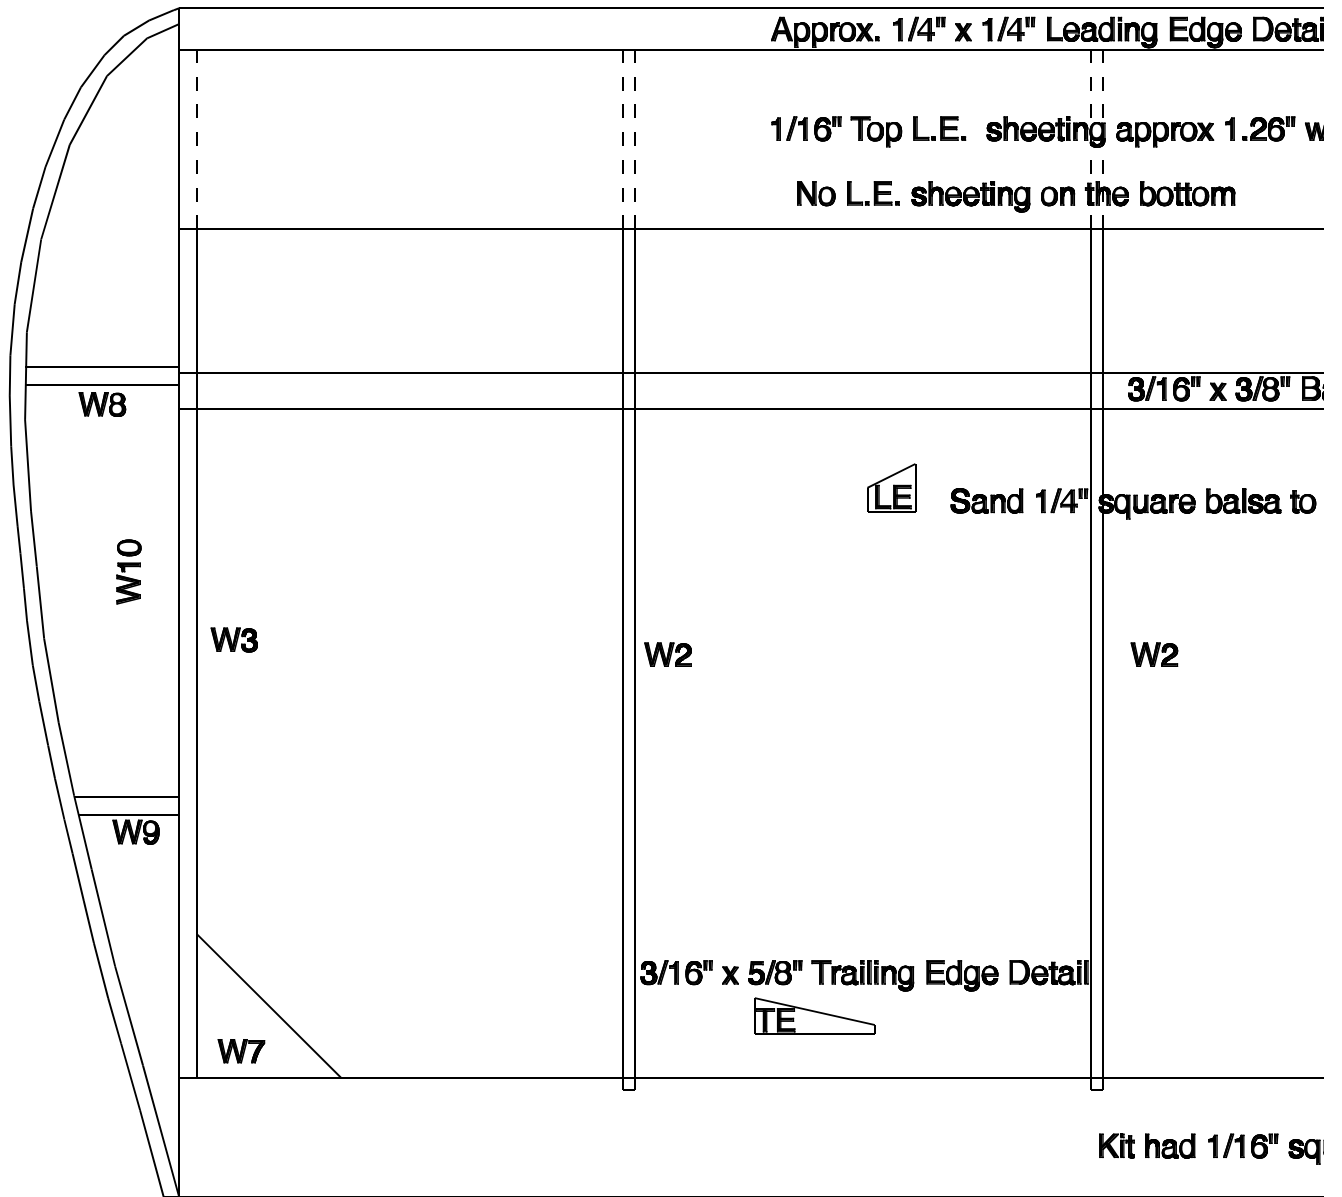 Approx. 1/4" x 1/4" Leading Edge Detai
1/16" Top L.E. sheeting approx 1.26" w
No L.E. sheeting on the bottom
3/16" x 3/8" Ba
W8
LE
Sand 1/4" square balsa to
W10
W3
W2
W2
W9
3/16" x 5/8" Trailing Edge Detail
TE
W7
Kit had 1/16" squ